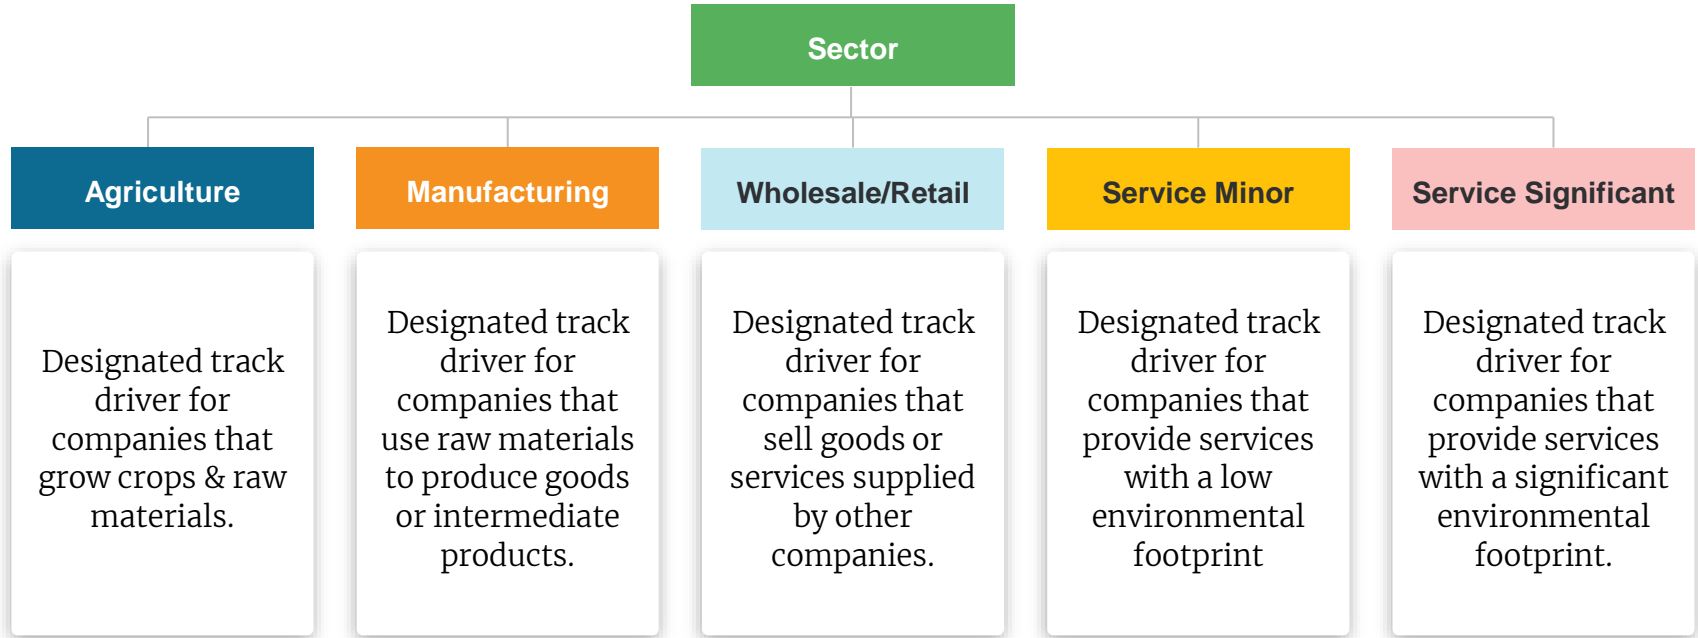 Sector
Agriculture
Manufacturing
Wholesale/Retail
Service Minor
Service Significant
Designated track
driver for
companies that
grow crops & raw
materials.
Designated track
driver for
companies that
use raw materials
to produce goods
or intermediate
products.
Designated track
driver for
companies that
sell goods or
services supplied
by other
companies.
Designated track
driver for
companies that
provide services
with a low
environmental
footprint
Designated track
driver for
companies that
provide services
with a significant
environmental
footprint.